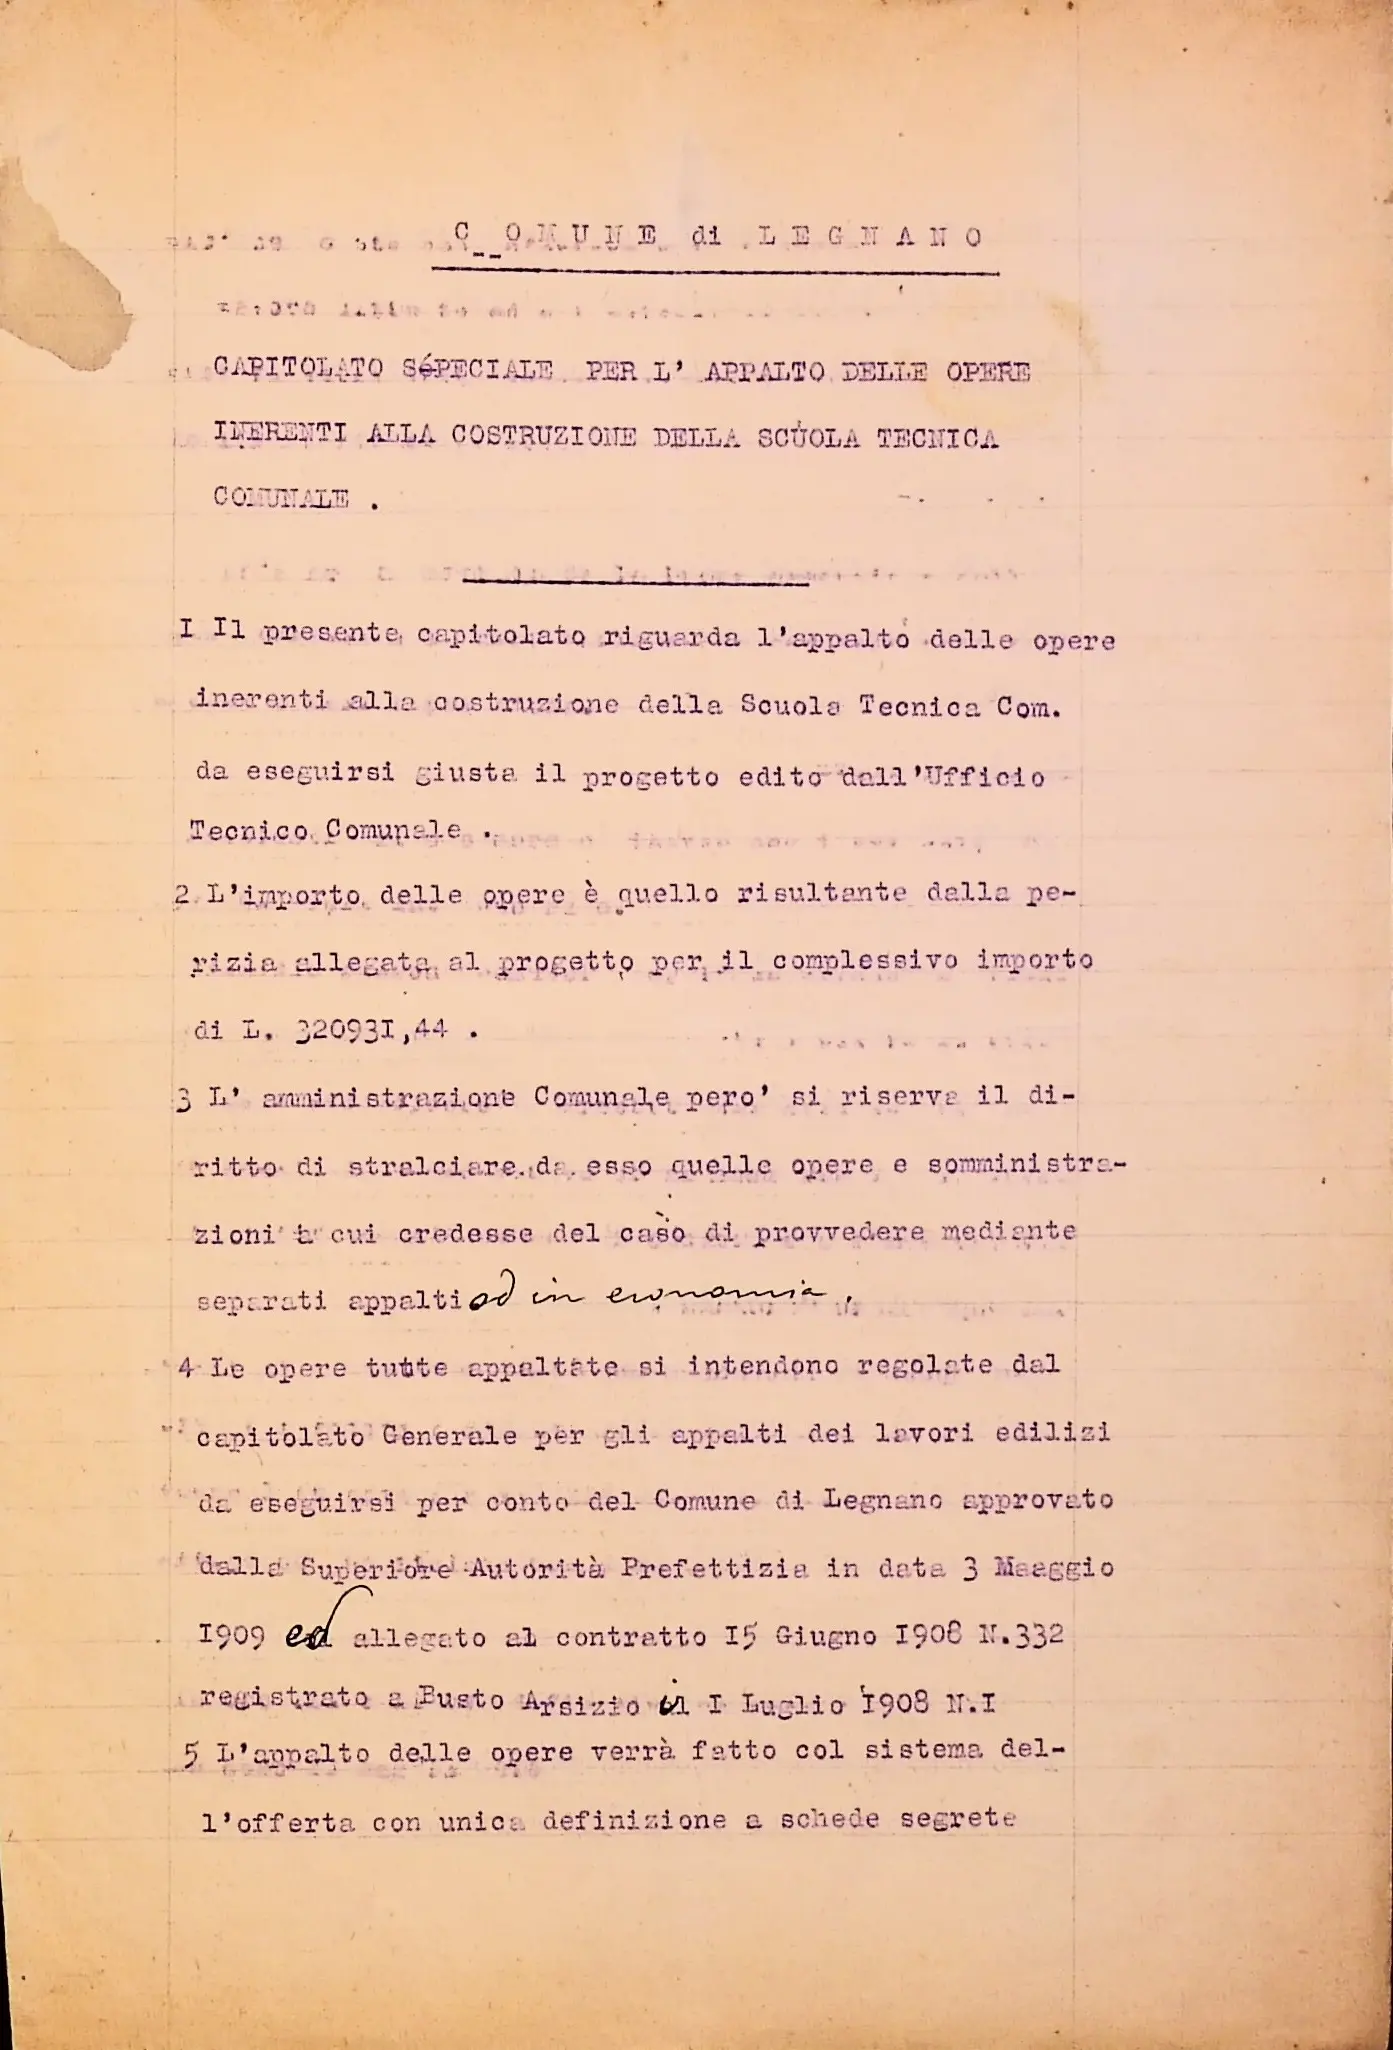 COMUNE di LEGNANO
CAPITOLATO SéPECIALE PER L' APPALTO DELLE OPERE
INERENTI ALLA COSTRUZIONE DELLA SCUOLA TECNICA
COMUNALE .
I Il presente capitolato riguarda l'appalto delle opere
inerenti alla costruzione della Scuola Tecnica Com.
da eseguirsi giusta il progetto edito dall'Ufficio
Tecnico Comunale .
2 L'importo delle opere è quello risultante dalla pe-
rizia allegata al progetto per il complessivo importo
di L. 320931,44 .
3 L' amministrazione Comunale pero' si riserva il di-
ritto di stralciare da esso quelle opere e somministra-
zioni a cui credesse del caso di provvedere mediante
separati appalti od in economia .
4 Le opere tutte appaltate si intendono regolate dal
capitolato Generale per gli appalti dei lavori edilizi
da eseguirsi per conto del Comune di Legnano approvato
dalla Superiore Autorità Prefettizia in data 3 Maaggio
1909 ed allegato al contratto 15 Giugno 1908 N.332
registrato a Busto Arsizio il I Luglio 1908 N.I
5 L'appalto delle opere verrà fatto col sistema del-
l'offerta con unica definizione a schede segrete